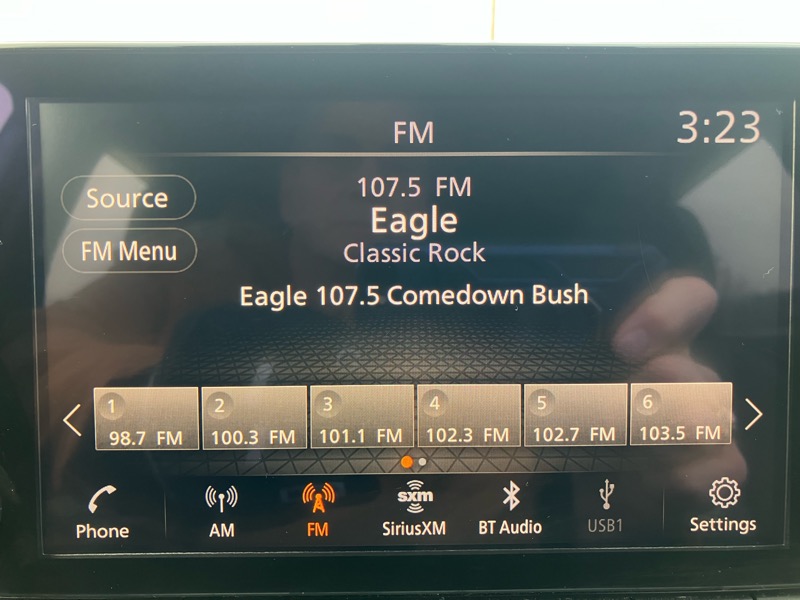 FM
3:23
Source
FM Menu
107.5 FM
Eagle
Classic Rock
Eagle 107.5 Comedown Bush
1
98.7 FM
2
100.3 FM
3
101.1 FM
4
102.3 FM
5
102.7 FM
6
103.5 FM
Phone
AM
FM
sxm
SiriusXM
BT Audio
USB1
Settings